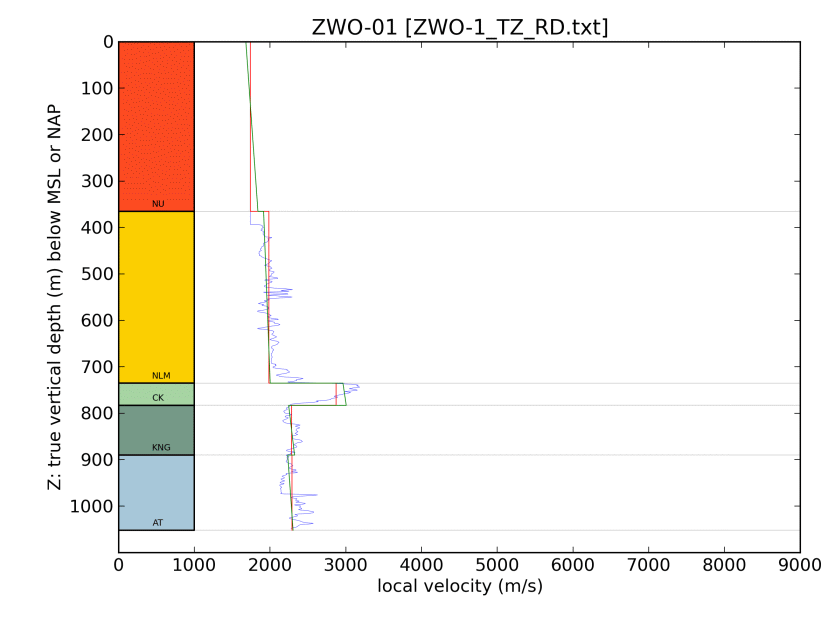 ZWO-01 [ZWO-1_TZ_RD.txt]
Z: true vertical depth (m) below MSL or NAP
0
100
200
300
400
500
600
700
800
900
1000
NU
NLM
CK
KNG
AT
0 1000 2000 3000 4000 5000 6000 7000 8000 9000
local velocity (m/s)